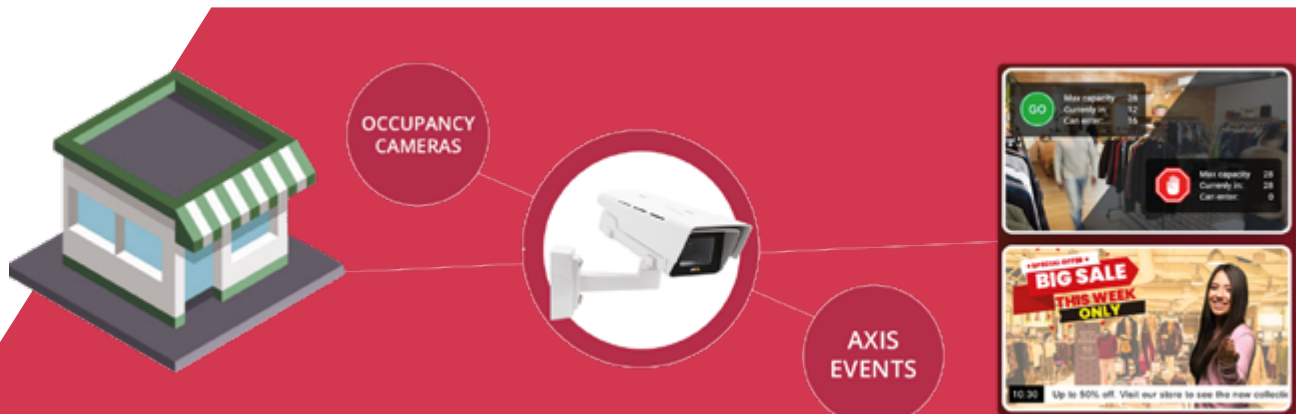 OCCUPANCY
CAMERAS
AXIS
EVENTS
GO
Max capacity 28
Currently in: 12
Can enter: 16
Max capacity 28
Currently in: 28
Can enter: 0
SPECIAL OFFER
BIG SALE
THIS WEEK
ONLY
10:30 Up to 50% off. Visit our store to see the new collectin